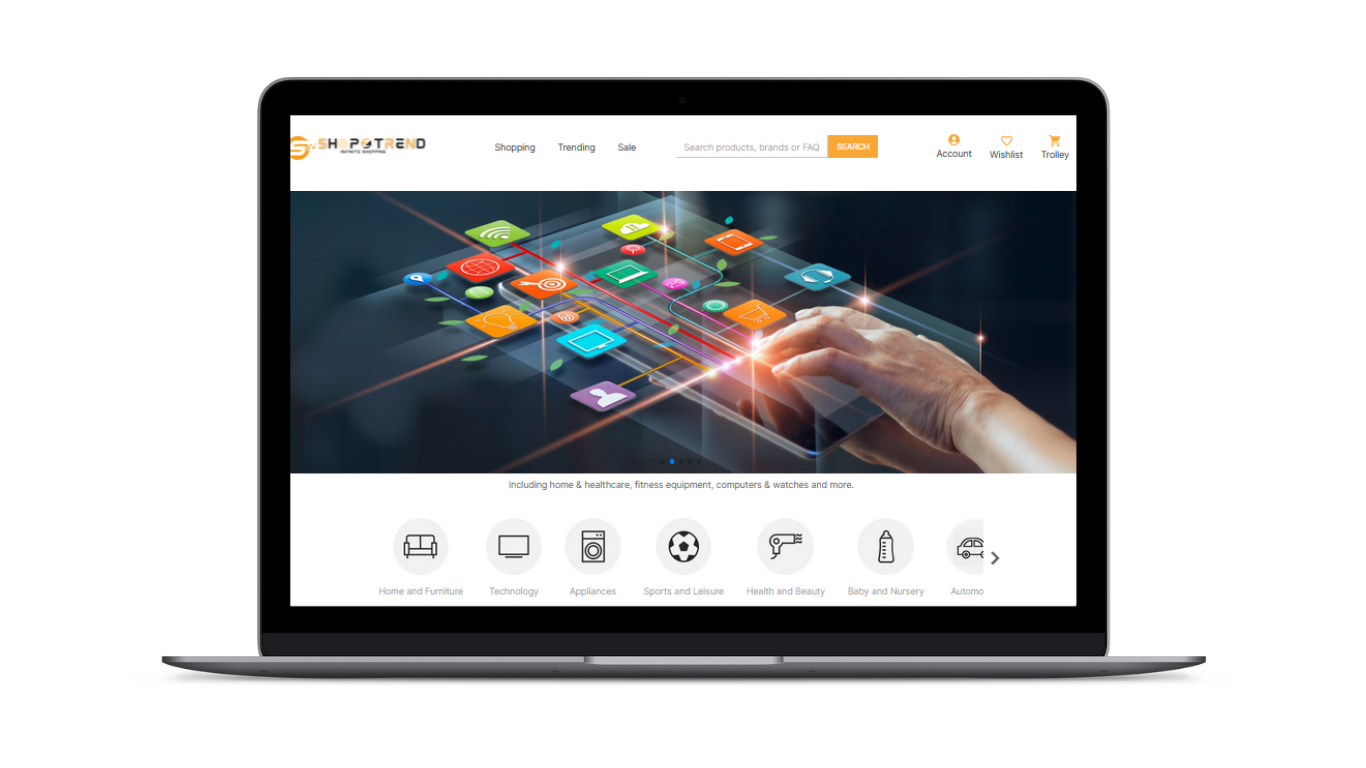 SHOPOTREND
INFINITE SHOPPING
Shopping
Trending
Sale
Search products, brands or FAQ
SEARCH
Account
Wishlist
Trolley
Including home & healthcare, fitness equipment, computers & watches and more.
Home and Furniture
Technology
Appliances
Sports and Leisure
Health and Beauty
Baby and Nursery
Automo